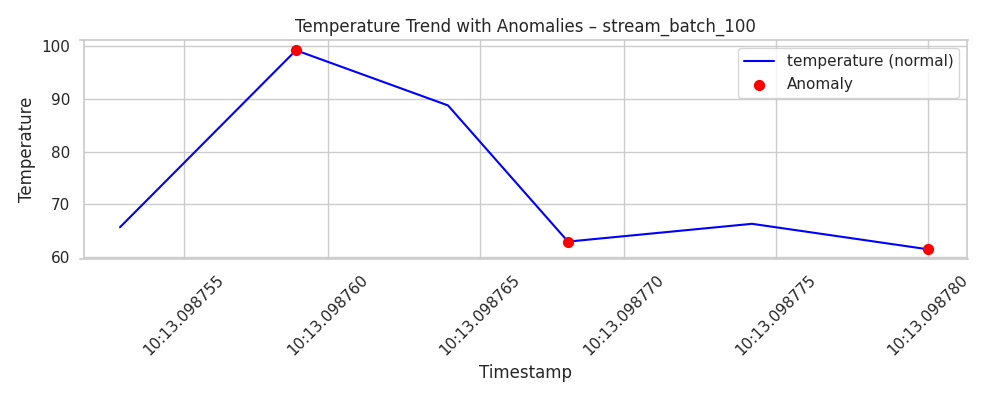 Temperature Trend with Anomalies – stream_batch_100
100
90
80
70
60
Temperature
temperature (normal)
Anomaly
10:13.098755
10:13.098760
10:13.098765
10:13.098770
10:13.098775
10:13.098780
Timestamp